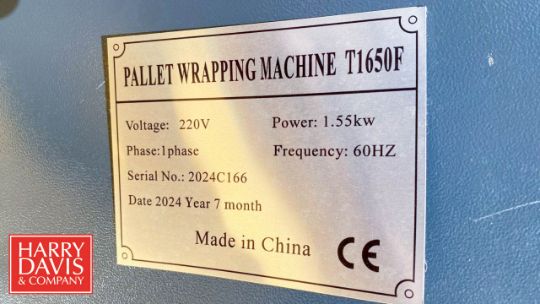 PALLET WRAPPING MACHINE T1650F
Voltage: 220V Power: 1.55kw
Phase:1phase Frequency: 60HZ
Serial No.: 2024C166
Date 2024 Year 7 month
Made in China CE
HARRY
DAVIS
& COMPANY